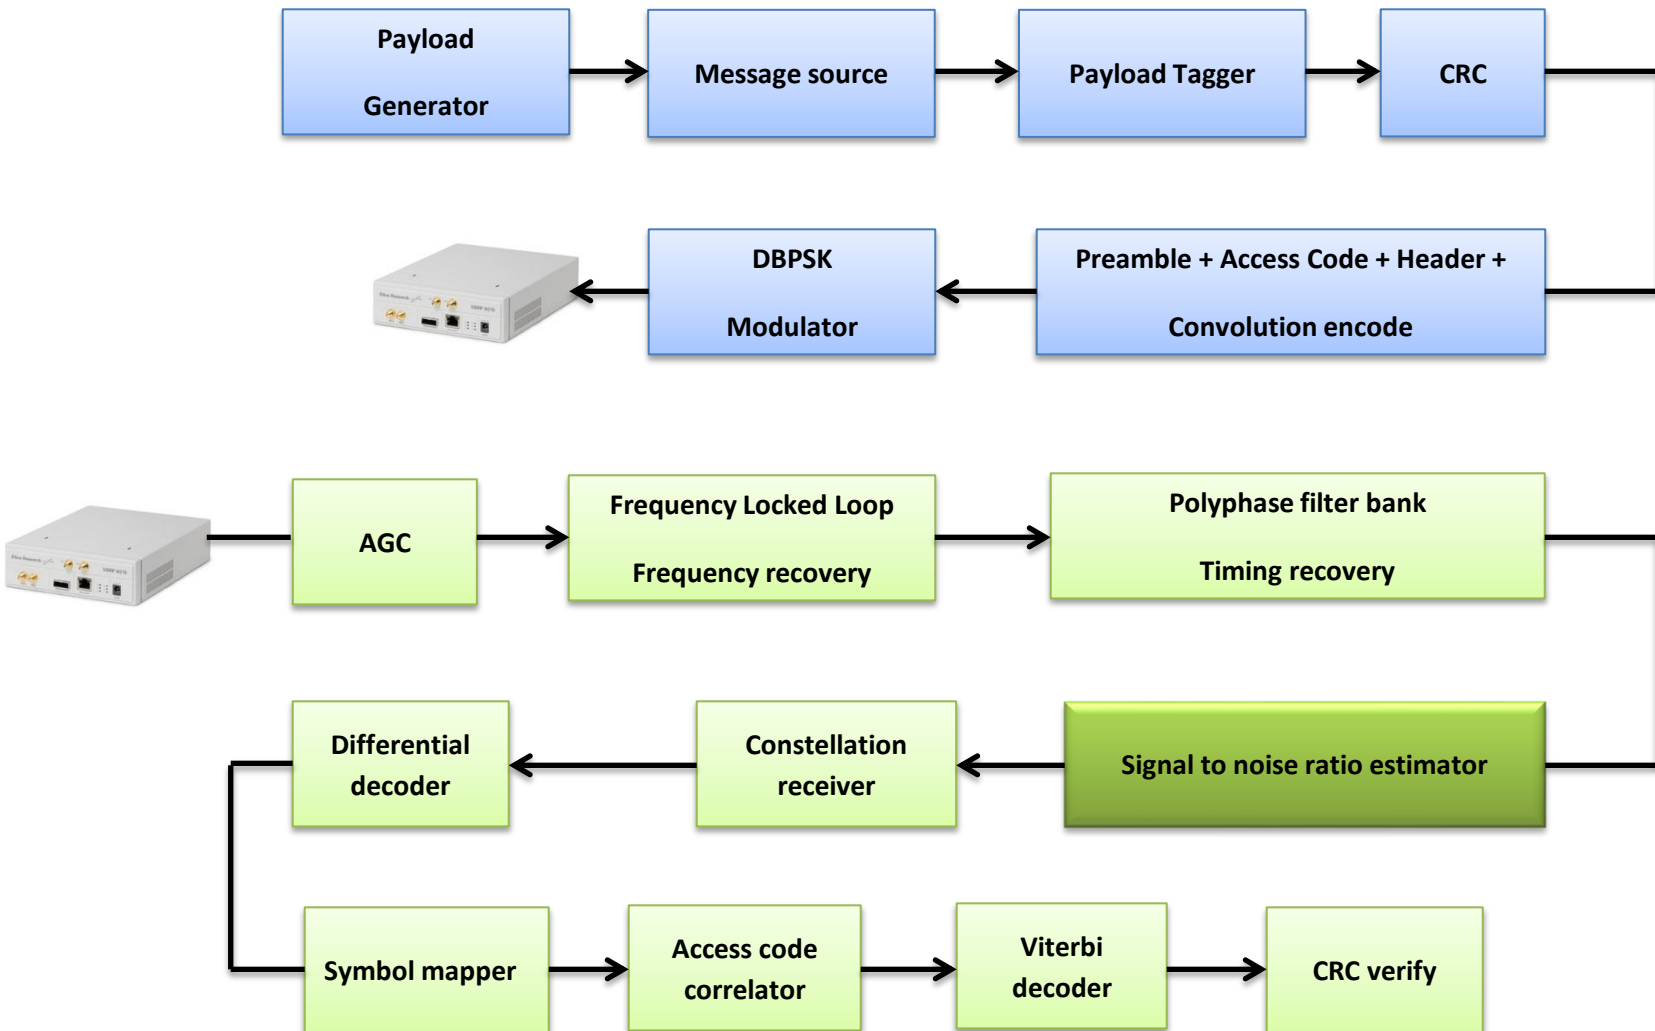 Payload
Generator
Message source
Payload Tagger
CRC
DBPSK
Modulator
Preamble + Access Code + Header +
Convolution encode
AGC
Frequency Locked Loop
Frequency recovery
Polyphase filter bank
Timing recovery
Differential
decoder
Constellation
receiver
Signal to noise ratio estimator
Symbol mapper
Access code
correlator
Viterbi
decoder
CRC verify